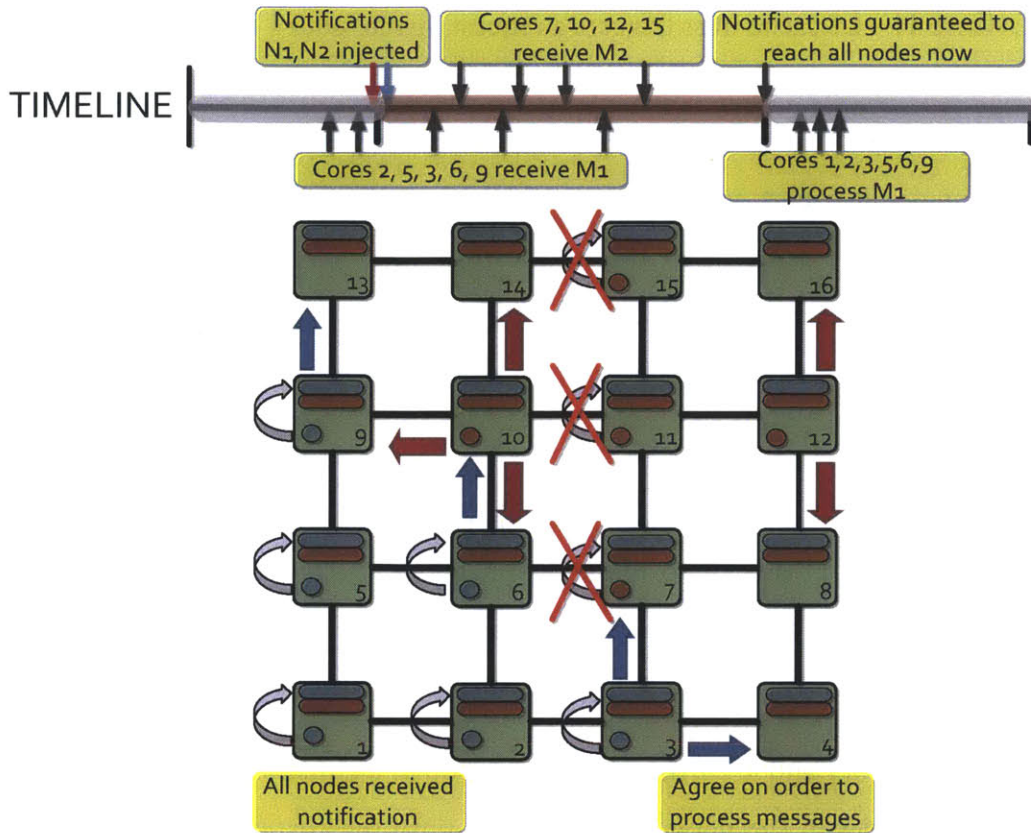 Notifications
N1,N2 injected
Cores 7, 10, 12, 15
receive M2
Notifications guaranteed to
reach all nodes now
TIMELINE
Cores 2, 5, 3, 6, 9 receive M1
Cores 1,2,3,5,6,9
process M1
13
14
15
16
9
10
11
12
5
6
7
8
1
2
3
4
All nodes received
notification
Agree on order to
process messages